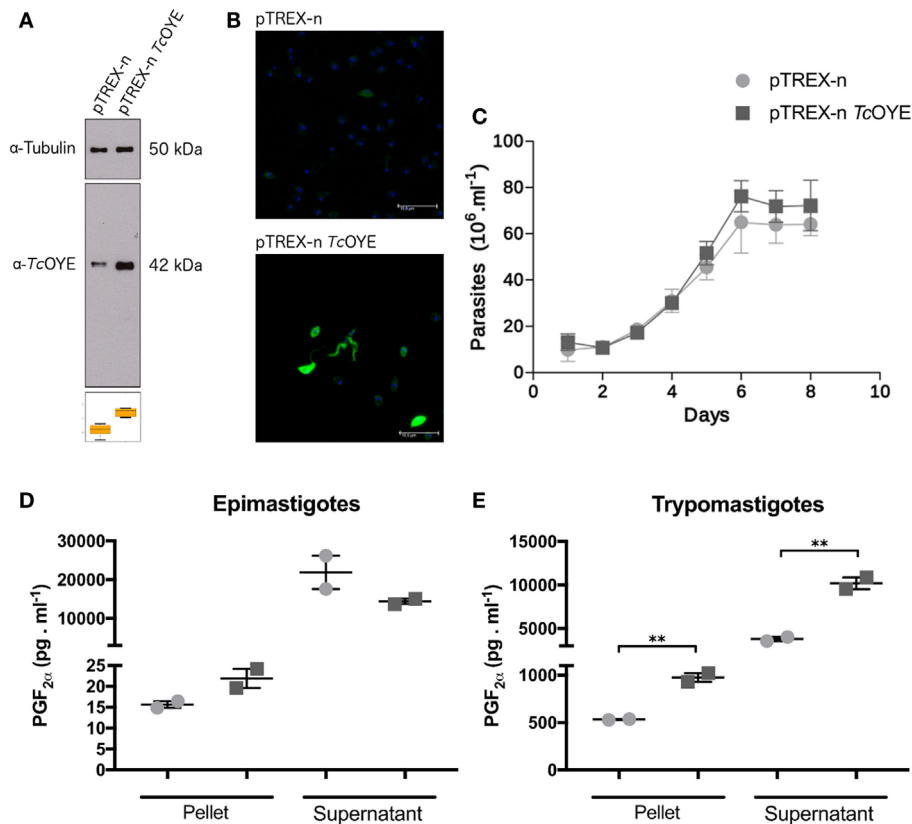 A
pTREX-n
pTREX-n TcOYE
α-Tubulin
50 kDa
α-TcOYE
42 kDa
B
pTREX-n
pTREX-n TcOYE
C
pTREX-n
pTREX-n TcOYE
Parasites (10⁶.ml⁻¹)
100
80
60
40
20
0
0 2 4 6 8 10
Days
D
Epimastigotes
PGF₂α (pg . ml⁻¹)
30000
20000
10000
25
20
15
10
5
0
Pellet
Supernatant
E
Trypomastigotes
PGF₂α (pg . ml⁻¹)
15000
10000
5000
1000
500
0
**
**
Pellet
Supernatant